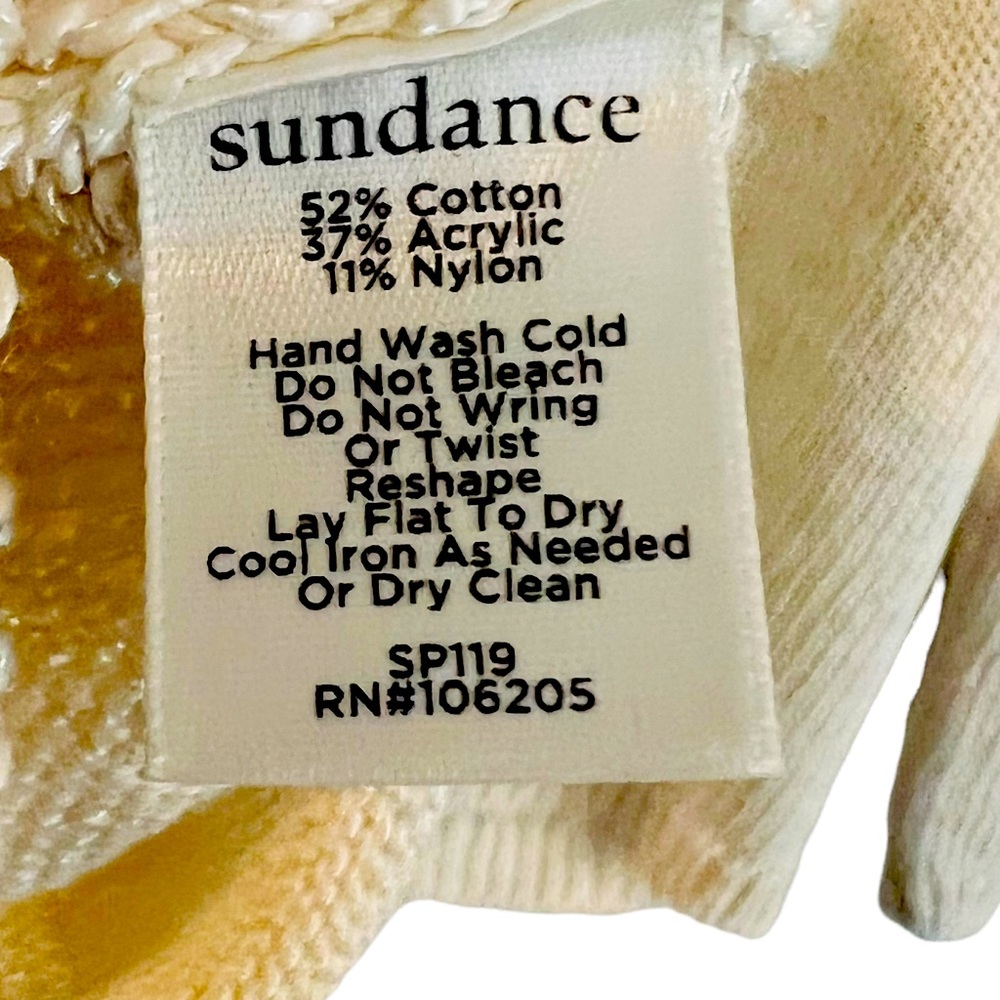 sundance
52% Cotton
37% Acrylic
11% Nylon
Hand Wash Cold
Do Not Bleach
Do Not Wring
Or Twist
Reshape
Lay Flat To Dry
Cool Iron As Needed
Or Dry Clean
SP119
RN#106205